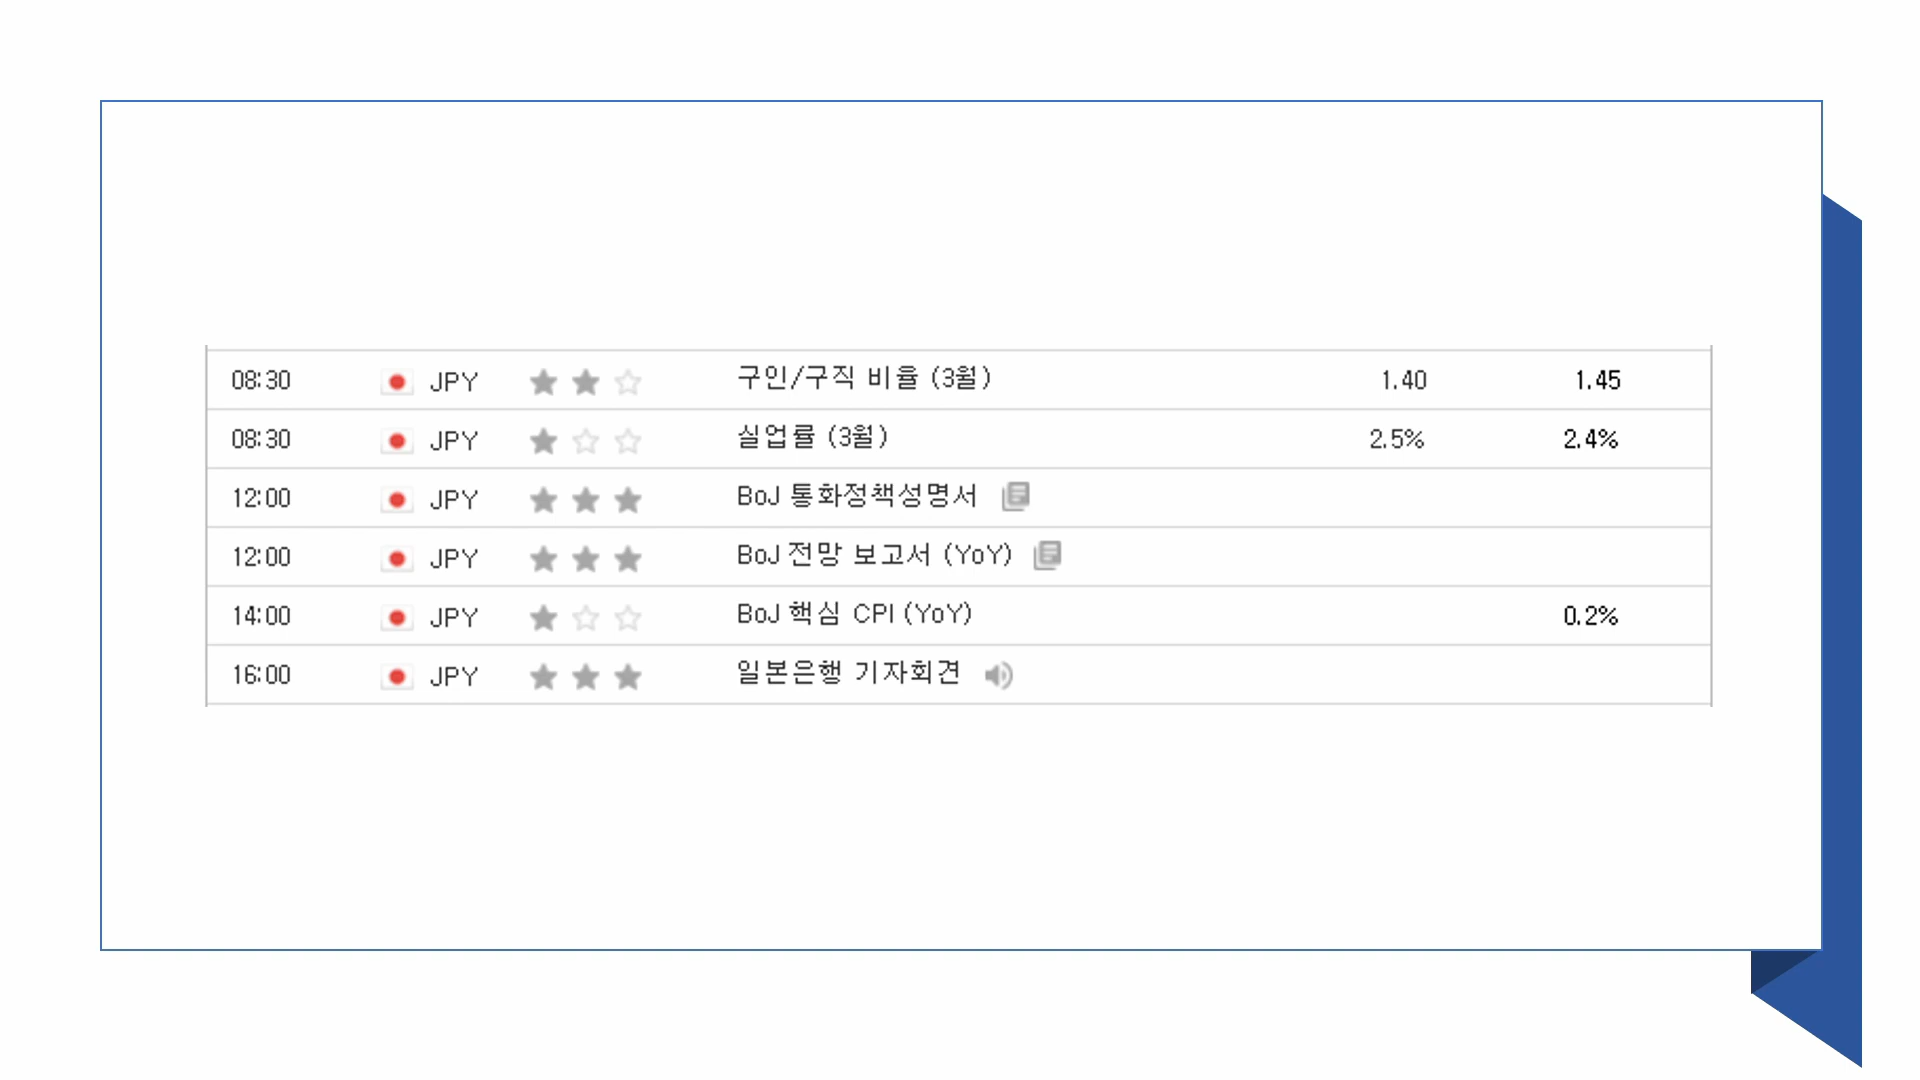 08:30 JPY 구인/구직 비율 (3월) 1.40 1.45
08:30 JPY 실업률 (3월) 2.5% 2.4%
12:00 JPY BoJ 통화정책성명서
12:00 JPY BoJ 전망 보고서 (YoY)
14:00 JPY BoJ 핵심 CPI (YoY) 0.2%
16:00 JPY 일본은행 기자회견